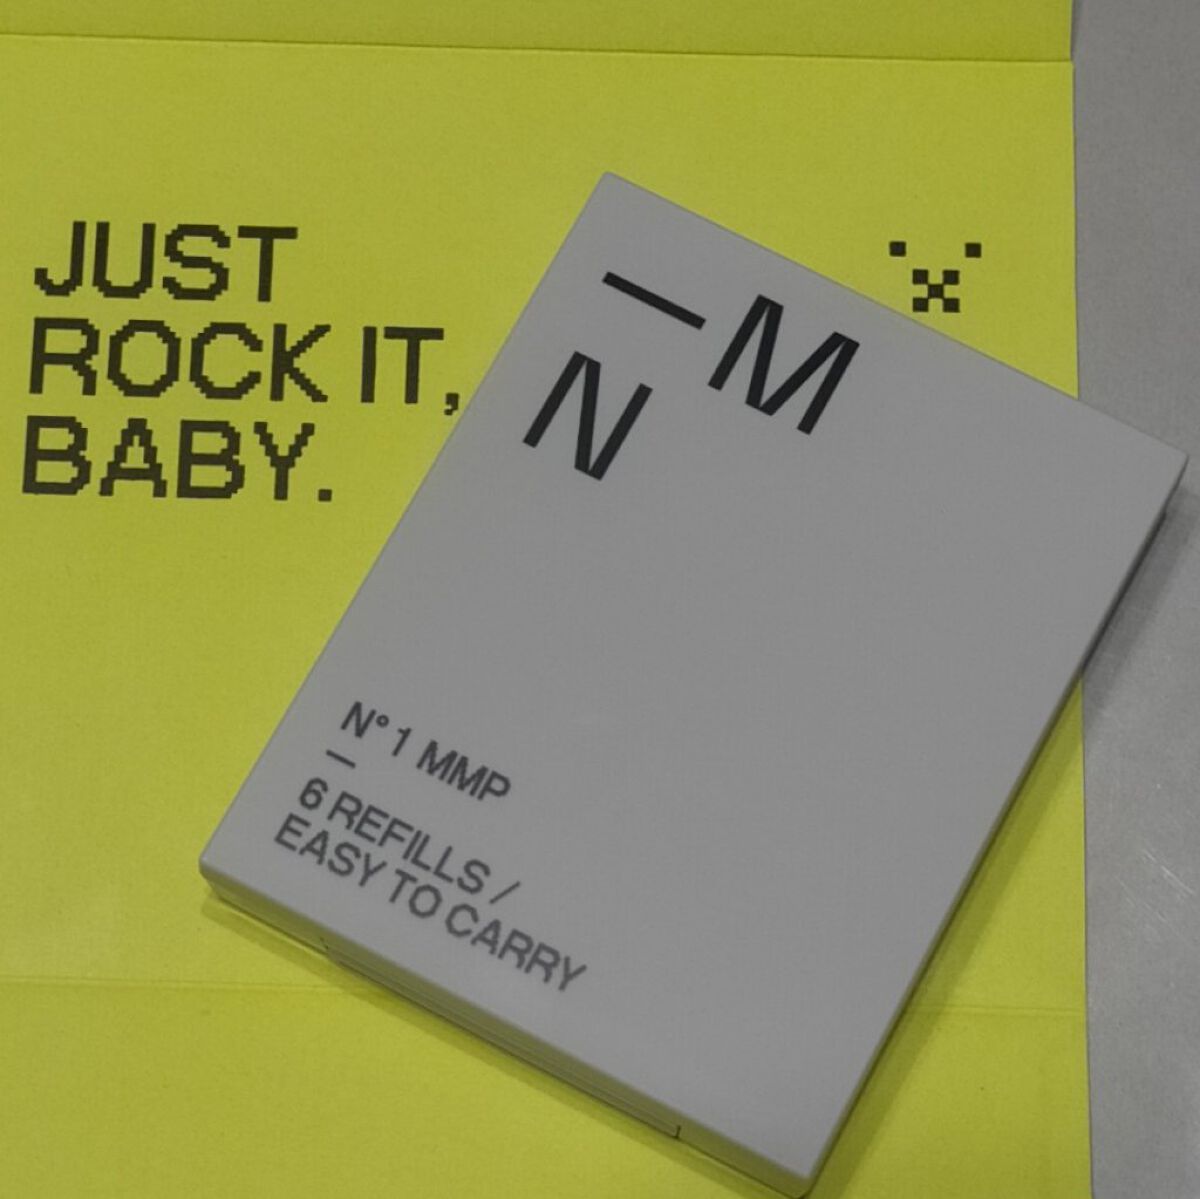 JUST
ROCK IT,
BABY.
—M
N
N° 1 MMP
—
6 REFILLS /
EASY TO CARRY